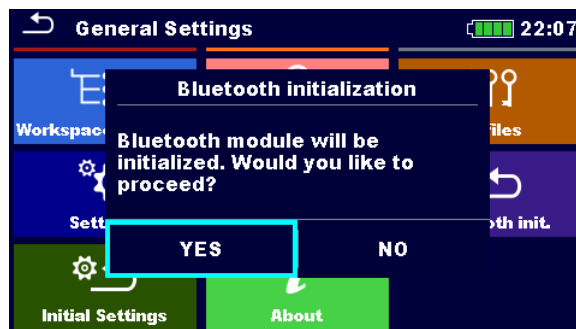 General Settings
22:07
Bluetooth initialization
Workspac
files
Bluetooth module will be
initialized. Would you like to
proceed?
Sett
oth init.
YES
NO
Initial Settings
About